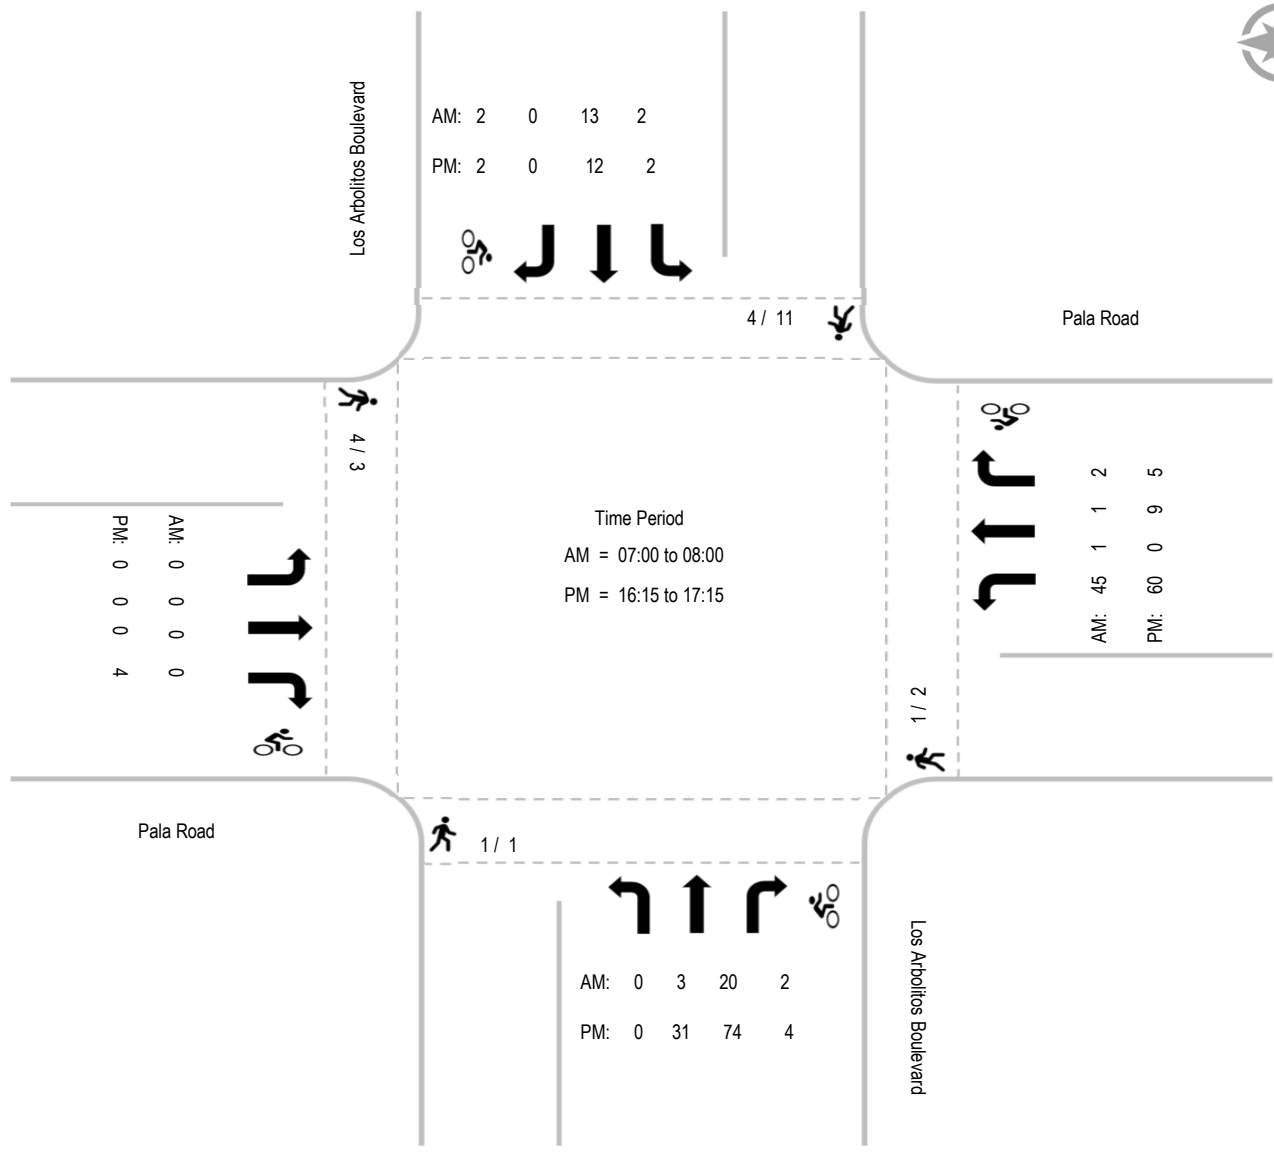 Los Arbolitos Boulevard
AM: 2 0 13 2
PM: 2 0 12 2
4 / 11
Pala Road
4 / 3
Time Period
AM = 07:00 to 08:00
PM = 16:15 to 17:15
AM: 45 1 1 2
PM: 60 0 9 5
AM: 0 0 0 0
PM: 0 0 0 4
1 / 2
Pala Road
1 / 1
AM: 0 3 20 2
PM: 0 31 74 4
Los Arbolitos Boulevard